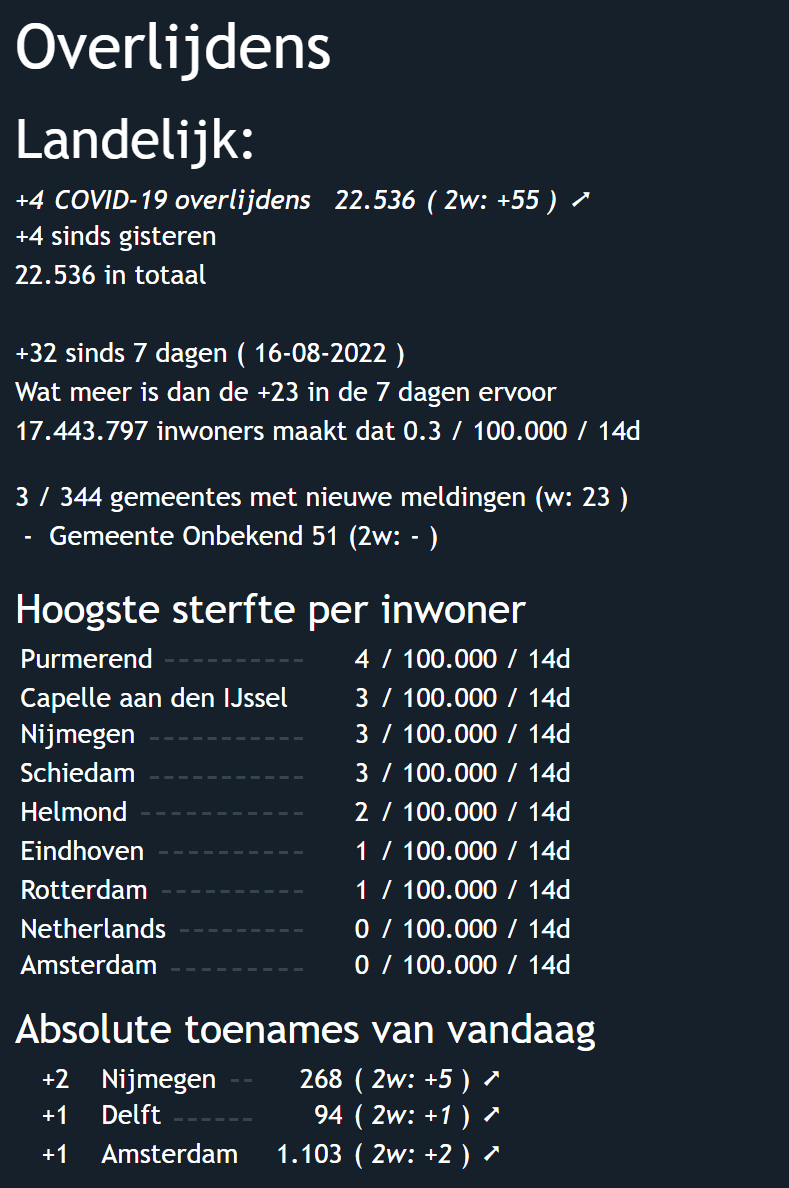 Overlijdens
Landelijk:
+4 COVID-19 overlijdens 22.536 ( 2w: +55 ) ➚
+4 sinds gisteren
22.536 in totaal
+32 sinds 7 dagen ( 16-08-2022 )
Wat meer is dan de +23 in de 7 dagen ervoor
17.443.797 inwoners maakt dat 0.3 / 100.000 / 14d
3 / 344 gemeentes met nieuwe meldingen (w: 23 )
- Gemeente Onbekend 51 (2w: - )
Hoogste sterfte per inwoner
Purmerend ---------- 4 / 100.000 / 14d
Capelle aan den IJssel 3 / 100.000 / 14d
Nijmegen ----------- 3 / 100.000 / 14d
Schiedam ----------- 3 / 100.000 / 14d
Helmond ------------ 2 / 100.000 / 14d
Eindhoven ---------- 1 / 100.000 / 14d
Rotterdam ---------- 1 / 100.000 / 14d
Netherlands --------- 0 / 100.000 / 14d
Amsterdam ---------- 0 / 100.000 / 14d
Absolute toenames van vandaag
+2 Nijmegen -- 268 ( 2w: +5 ) ➚
+1 Delft ------ 94 ( 2w: +1 ) ➚
+1 Amsterdam 1.103 ( 2w: +2 ) ➚